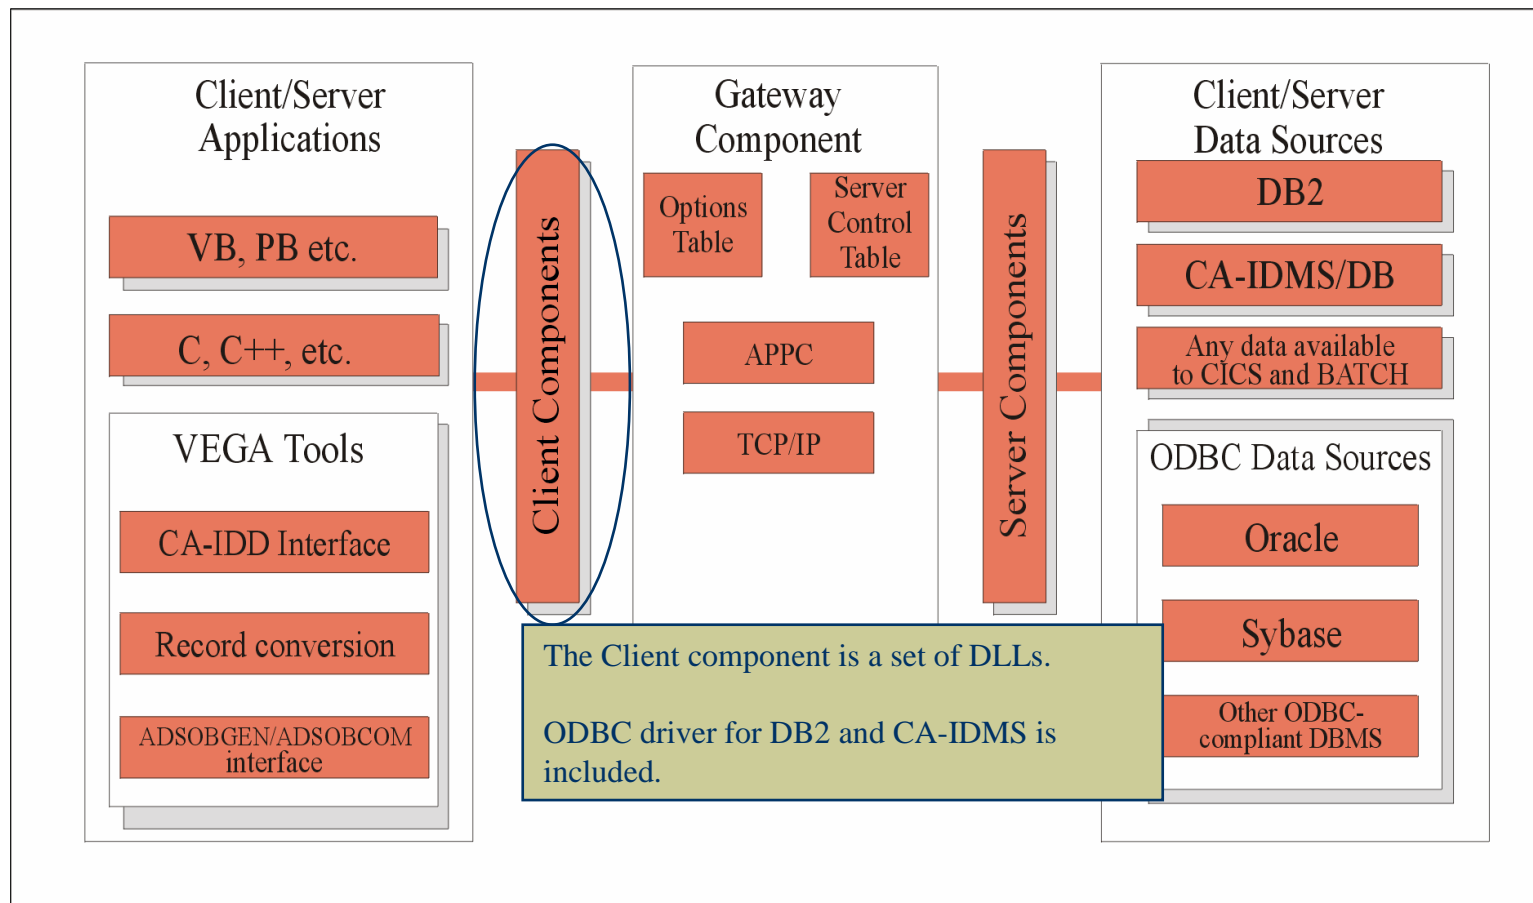 Client/Server
Applications
VB, PB etc.
C, C++, etc.
VEGA Tools
CA-IDD Interface
Record conversion
ADSOBGEN/ADSOBCOM
interface
Client Components
Gateway
Component
Options
Table
Server
Control
Table
APPC
TCP/IP
Server Components
Client/Server
Data Sources
DB2
CA-IDMS/DB
Any data available
to CICS and BATCH
ODBC Data Sources
Oracle
Sybase
Other ODBC-
compliant DBMS
The Client component is a set of DLLs.
ODBC driver for DB2 and CA-IDMS is
included.